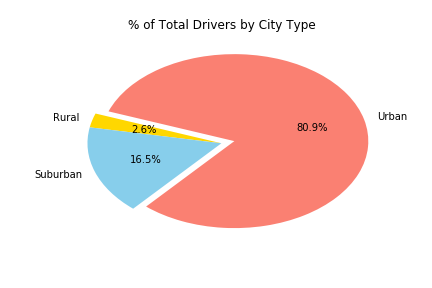 % of Total Drivers by City Type
Rural
2.6%
Urban
80.9%
Suburban
16.5%